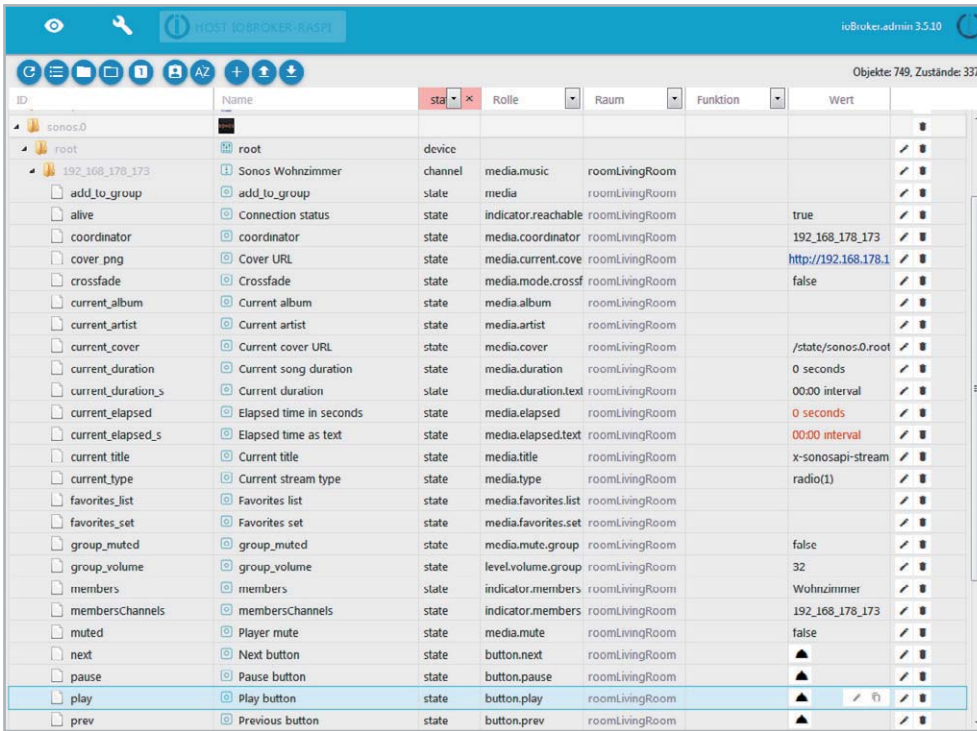 HOST IOBROKER-RASPI ioBroker.admin 3.5.10
1 AZ Objekte: 749, Zustände: 337
ID Name stat Rolle Raum Funktion Wert
sonos.0
root root device
192_168_178_173 Sonos Wohnzimmer channel media.music roomLivingRoom
add_to_group add_to_group state media roomLivingRoom
alive Connection status state indicator.reachable roomLivingRoom true
coordinator coordinator state media.coordinator roomLivingRoom 192_168_178_173
cover_png Cover URL state media.current.cove roomLivingRoom http://192.168.178.1
crossfade Crossfade state media.mode.crossf roomLivingRoom false
current_album Current album state media.album roomLivingRoom
current_artist Current artist state media.artist roomLivingRoom
current_cover Current cover URL state media.cover roomLivingRoom /state/sonos.0.root
current_duration Current song duration state media.duration roomLivingRoom 0 seconds
current_duration_s Current duration state media.duration.text roomLivingRoom 00:00 interval
current_elapsed Elapsed time in seconds state media.elapsed roomLivingRoom 0 seconds
current_elapsed_s Elapsed time as text state media.elapsed.text roomLivingRoom 00:00 interval
current_title Current title state media.title roomLivingRoom x-sonosapi-stream
current_type Current stream type state media.type roomLivingRoom radio(1)
favorites_list Favorites list state media.favorites.list roomLivingRoom
favorites_set Favorites set state media.favorites.set roomLivingRoom
group_muted group_muted state media.mute.group roomLivingRoom false
group_volume group_volume state level.volume.group roomLivingRoom 32
members members state indicator.members roomLivingRoom Wohnzimmer
membersChannels membersChannels state indicator.members roomLivingRoom 192_168_178_173
muted Player mute state media.mute roomLivingRoom false
next Next button state button.next roomLivingRoom
pause Pause button state button.pause roomLivingRoom
play Play button state button.play roomLivingRoom
prev Previous button state button.prev roomLivingRoom